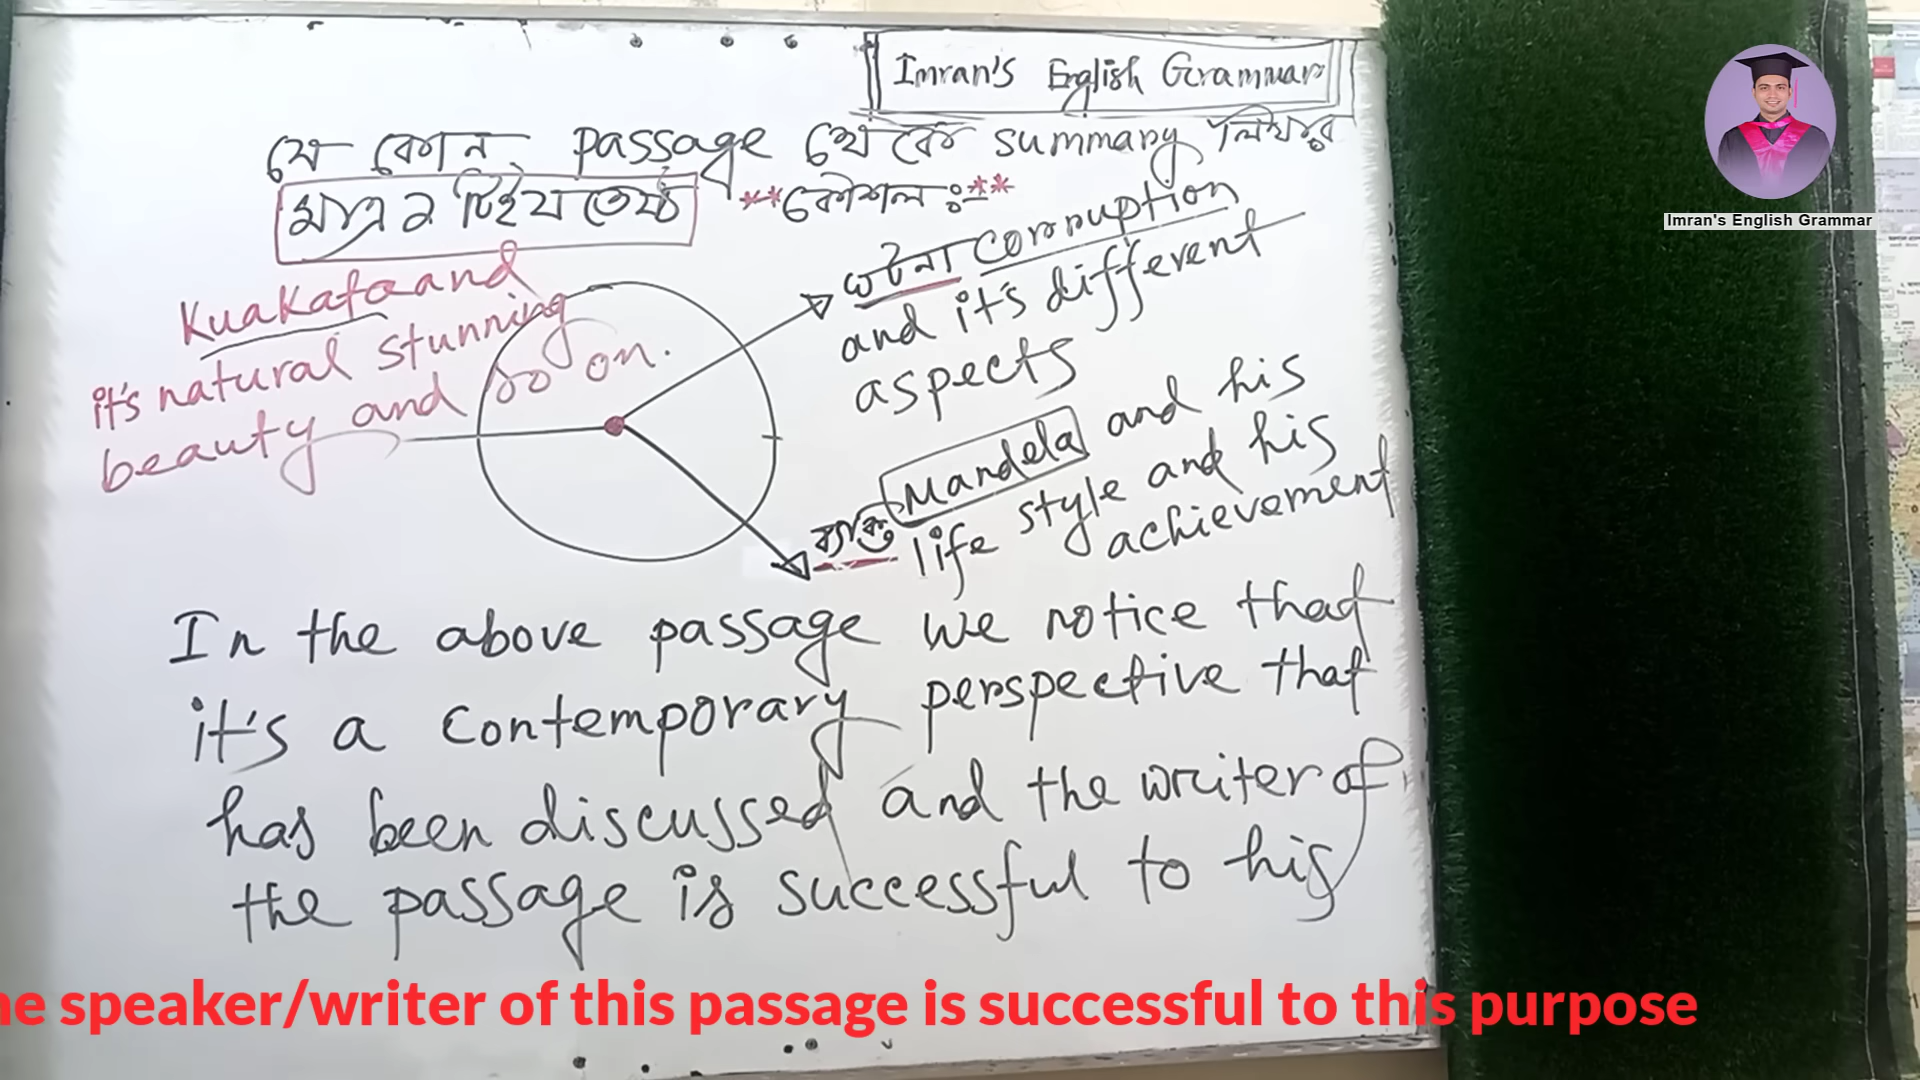 Imran's English Grammar
যে কোন passage থেকে summary লিখার
মাত্র ২ টিই যথেষ্ঠ **কৌশলঃ**
Kuakata and
it's natural stunning
beauty and so on.
ঘটনা corruption
and it's different
aspects
ব্যক্তি Mandela and his
life style and his
achievement
In the above passage we notice that
it's a contemporary perspective that
has been discussed and the writer of
the passage is successful to his
Imran's English Grammar
he speaker/writer of this passage is successful to this purpose